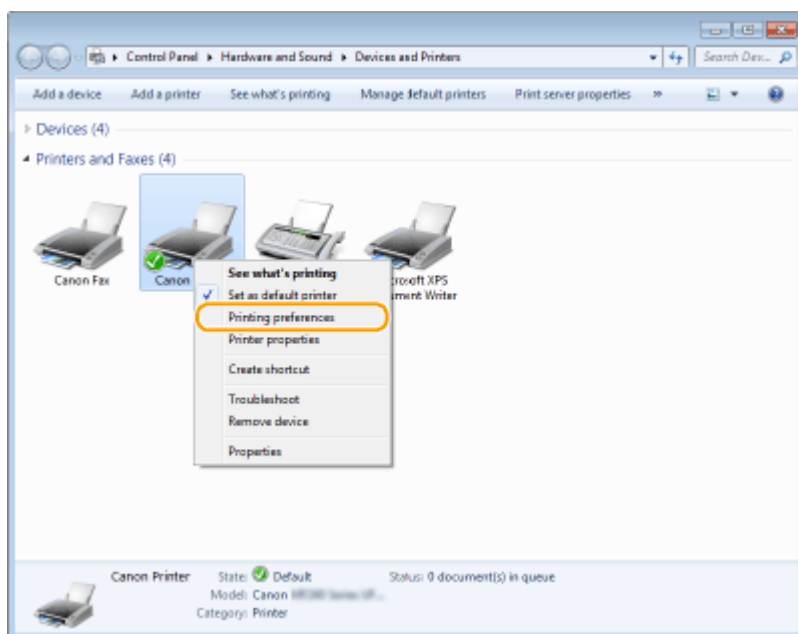 Control Panel Hardware and Sound Devices and Printers
Search Dev...
Add a device Add a printer See what's printing Manage default printers Print server properties »
Devices (4)
Printers and Faxes (4)
Canon Fax
Canon
See what's printing
Set as default printer
Printing preferences
Printer properties
Create shortcut
Troubleshoot
Remove device
Properties
crosoft XPS
ument Writer
Canon Printer State: Default Status: 0 document(s) in queue
Model: Canon
Category: Printer